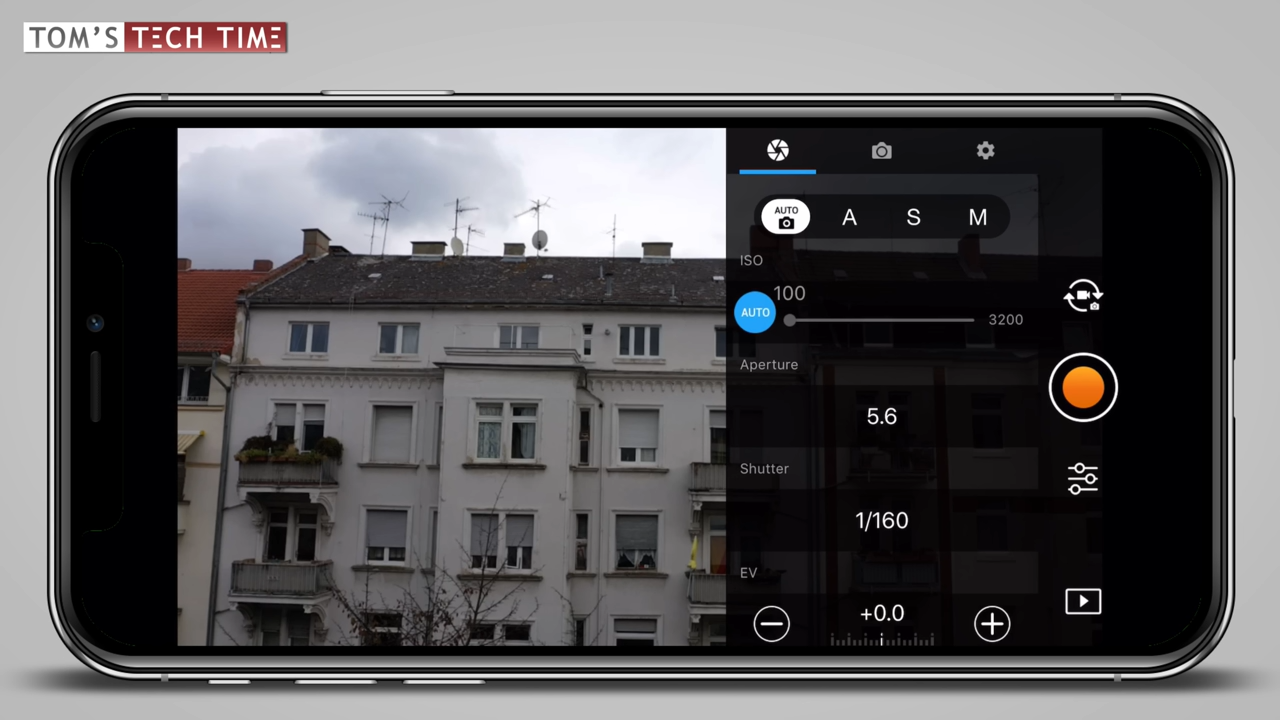 TOM'S TECH TIME
AUTO A S M
ISO
100
AUTO
3200
Aperture
5.6
Shutter
1/160
EV
+0.0